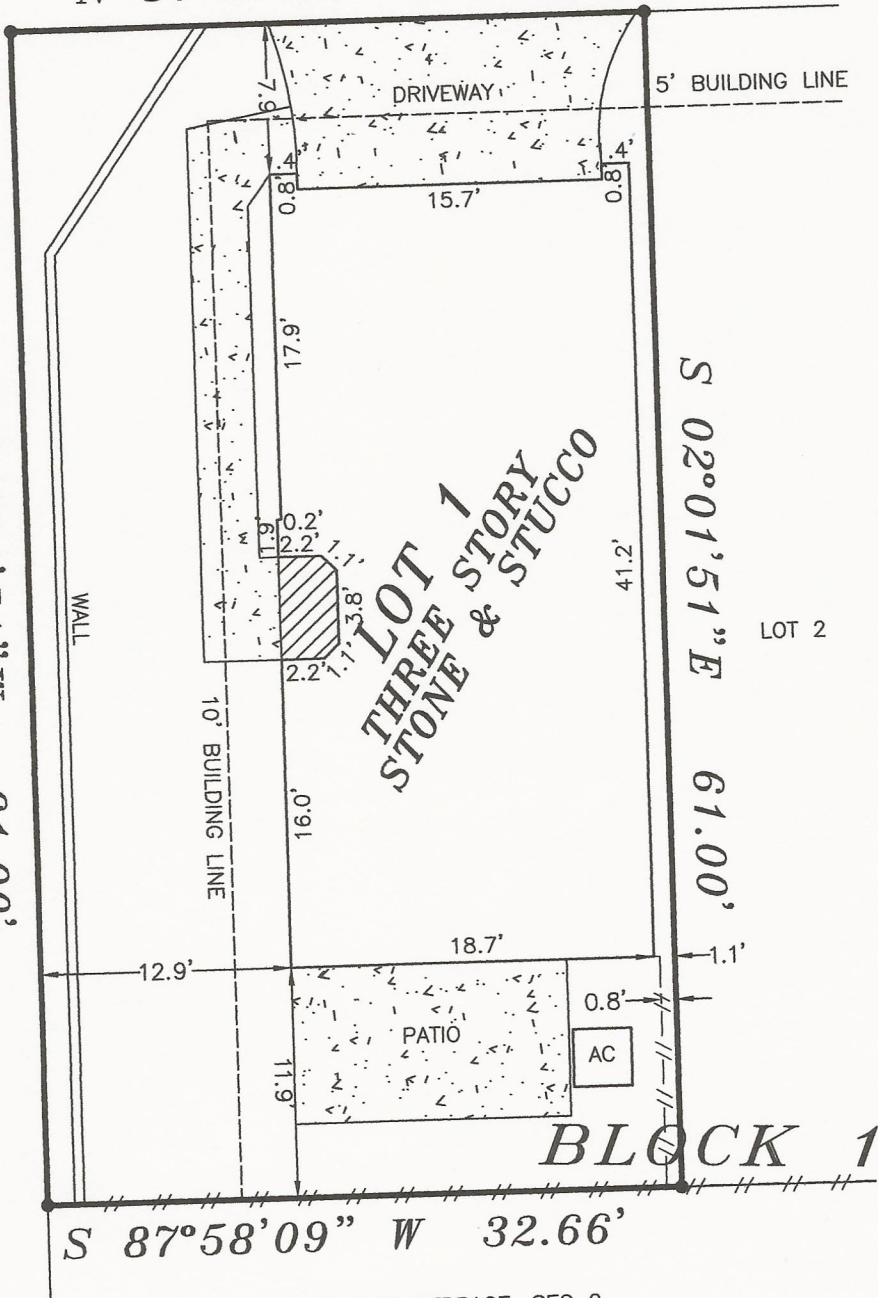 DRIVEWAY
5' BUILDING LINE
7.9'
.4'
0.8'
15.7'
.4'
0.8'
17.9'
S 02°01'51"E 61.00'
0.2'
1.9'
2.2'
1.1'
3.8'
1.1'
2.2'
LOT 1
THREE STORY
STONE & STUCCO
41.2'
LOT 2
WALL
10' BUILDING LINE
16.0'
18.7'
12.9'
1.1'
0.8'
PATIO
AC
11.9'
BLOCK 1
S 87°58'09" W 32.66'